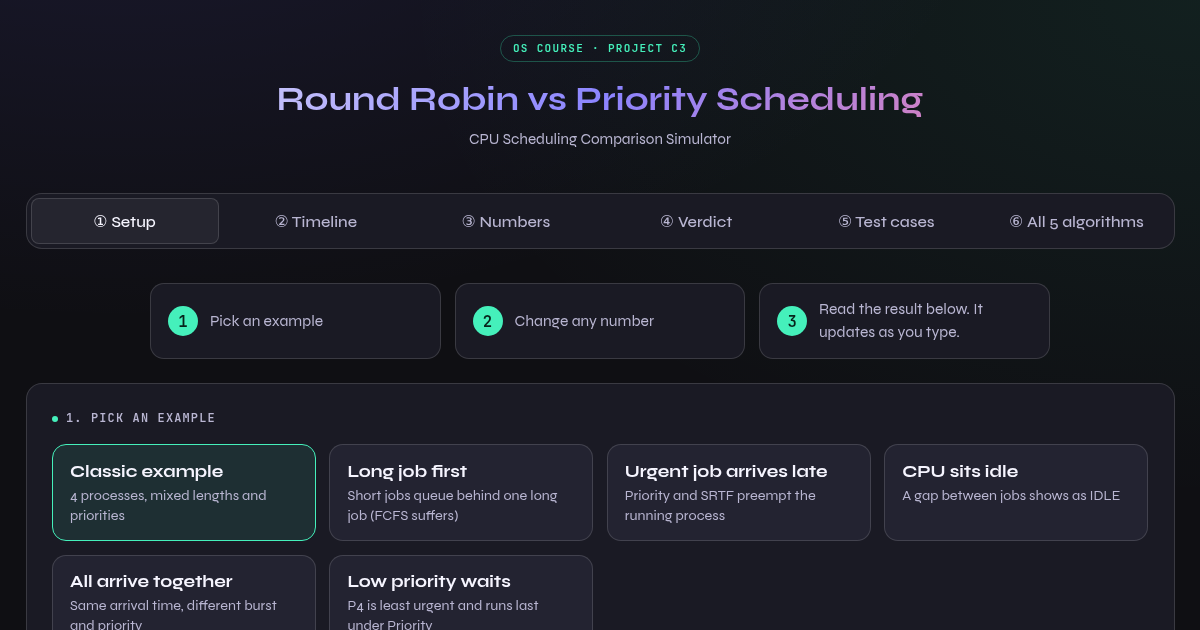 OS COURSE · PROJECT C3
Round Robin vs Priority Scheduling
CPU Scheduling Comparison Simulator
① Setup
② Timeline
③ Numbers
④ Verdict
⑤ Test cases
⑥ All 5 algorithms
1
Pick an example
2
Change any number
3
Read the result below. It
updates as you type.
1. PICK AN EXAMPLE
Classic example
4 processes, mixed lengths and
priorities
Long job first
Short jobs queue behind one long
job (FCFS suffers)
Urgent job arrives late
Priority and SRTF preempt the
running process
CPU sits idle
A gap between jobs shows as IDLE
All arrive together
Same arrival time, different burst
and priority
Low priority waits
P4 is least urgent and runs last
under Priority